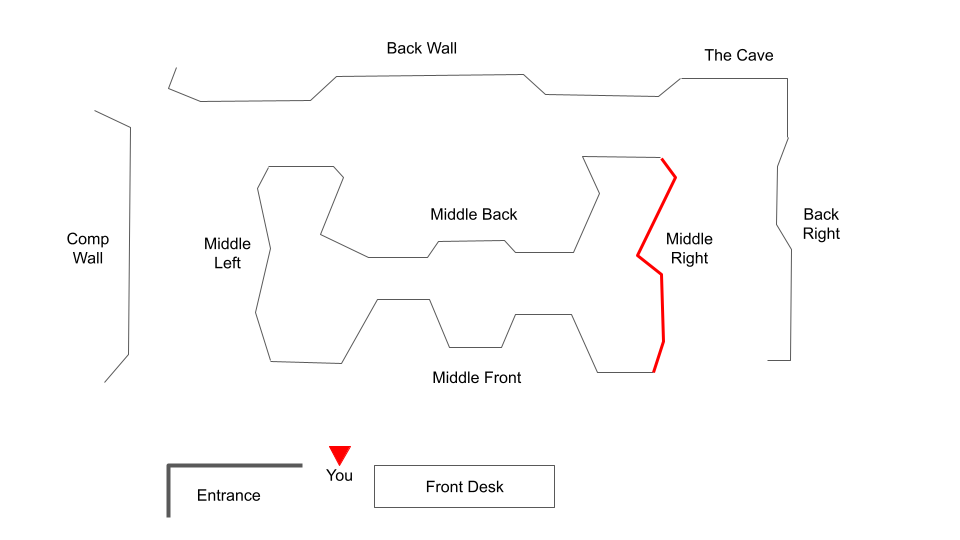 Back Wall
The Cave
Middle Back
Comp
Wall
Middle
Left
Middle
Right
Back
Right
Middle Front
You
Entrance
Front Desk